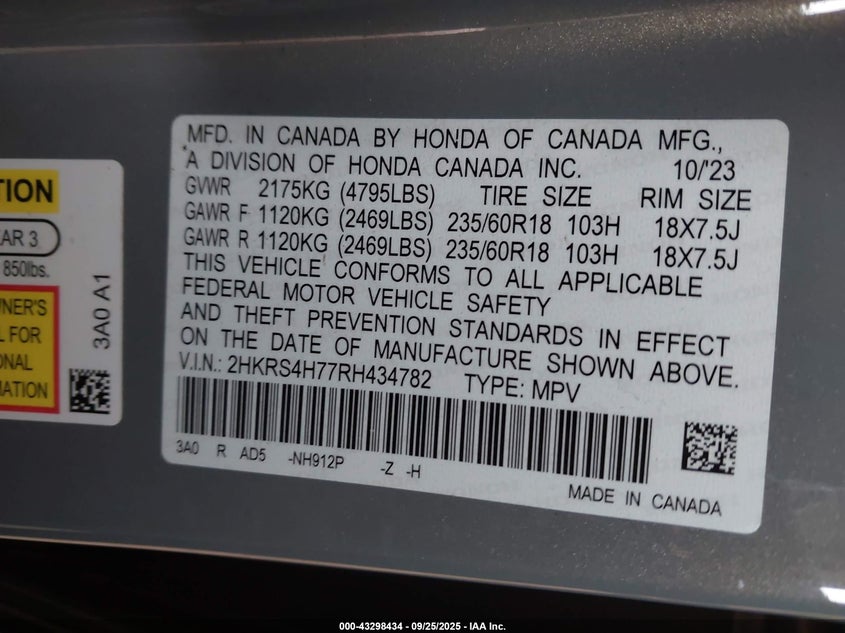 TION
EAR 3
850lbs.
WNER'S
L FOR
ONAL
MATION
3A0 A1
MFD. IN CANADA BY HONDA OF CANADA MFG.,
A DIVISION OF HONDA CANADA INC. 10/'23
GVWR 2175KG (4795LBS) TIRE SIZE RIM SIZE
GAWR F 1120KG (2469LBS) 235/60R18 103H 18X7.5J
GAWR R 1120KG (2469LBS) 235/60R18 103H 18X7.5J
THIS VEHICLE CONFORMS TO ALL APPLICABLE
FEDERAL MOTOR VEHICLE SAFETY
AND THEFT PREVENTION STANDARDS IN EFFECT
ON THE DATE OF MANUFACTURE SHOWN ABOVE.
V.I.N.: 2HKRS4H77RH434782 TYPE: MPV
3A0 R AD5 -NH912P -Z -H
MADE IN CANADA
000-43298434 - 09/25/2025 - IAA Inc.